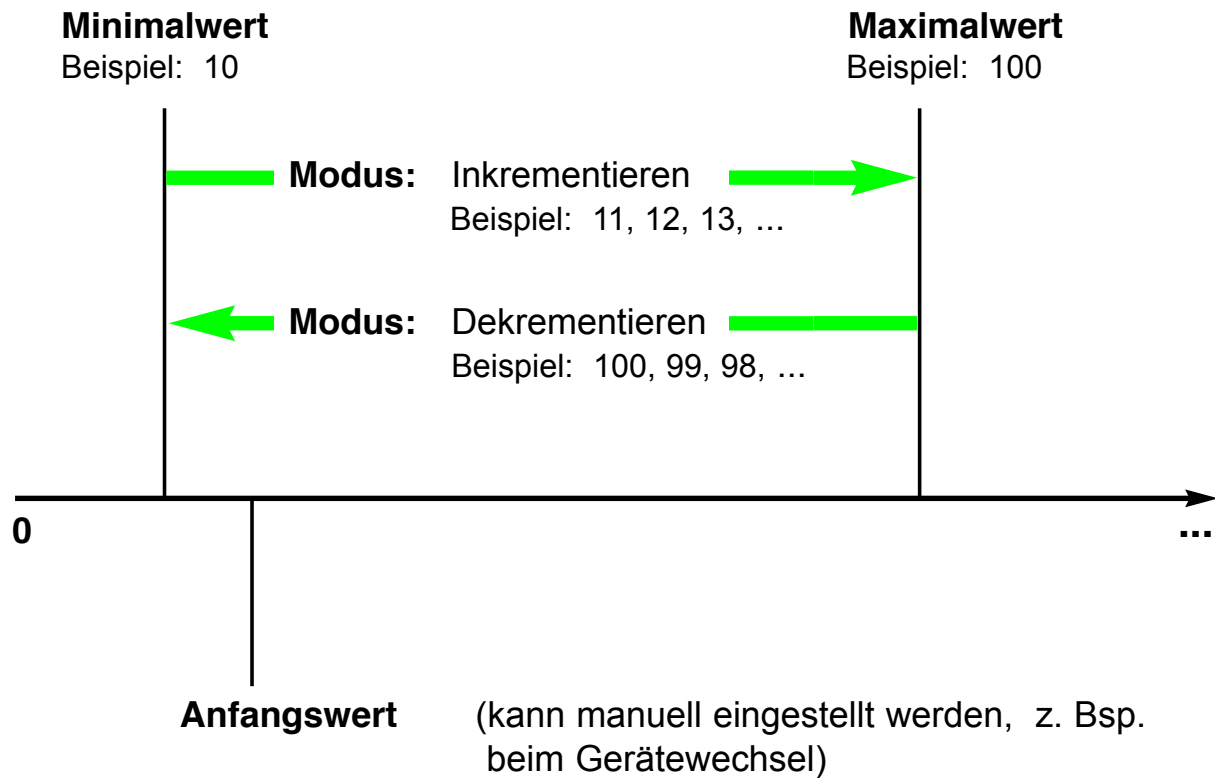 Minimalwert
Beispiel: 10
Maximalwert
Beispiel: 100
Modus: Inkrementieren
Beispiel: 11, 12, 13, ...
Modus: Dekrementieren
Beispiel: 100, 99, 98, ...
0
...
Anfangswert (kann manuell eingestellt werden, z. Bsp.
beim Gerätewechsel)